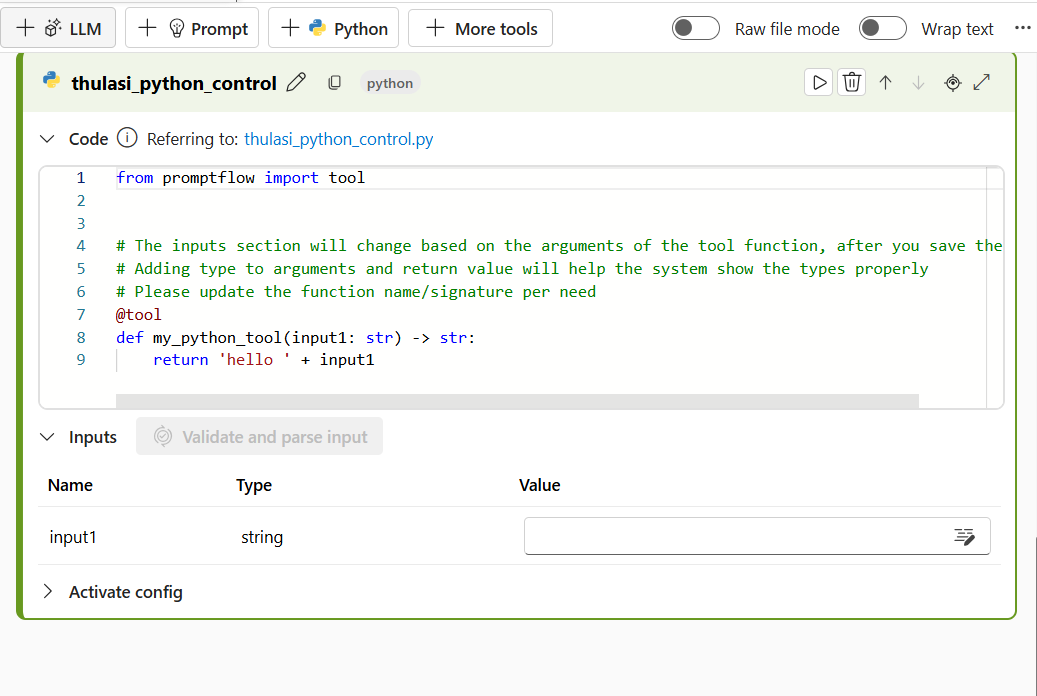 LLM Prompt Python More tools Raw file mode Wrap text
thulasi_python_control python
Code Referring to: thulasi_python_control.py
1 from promptflow import tool
2
3
4 # The inputs section will change based on the arguments of the tool function, after you save the
5 # Adding type to arguments and return value will help the system show the types properly
6 # Please update the function name/signature per need
7 @tool
8 def my_python_tool(input1: str) -> str:
9     return 'hello ' + input1
Inputs Validate and parse input
Name Type Value
input1 string
Activate config